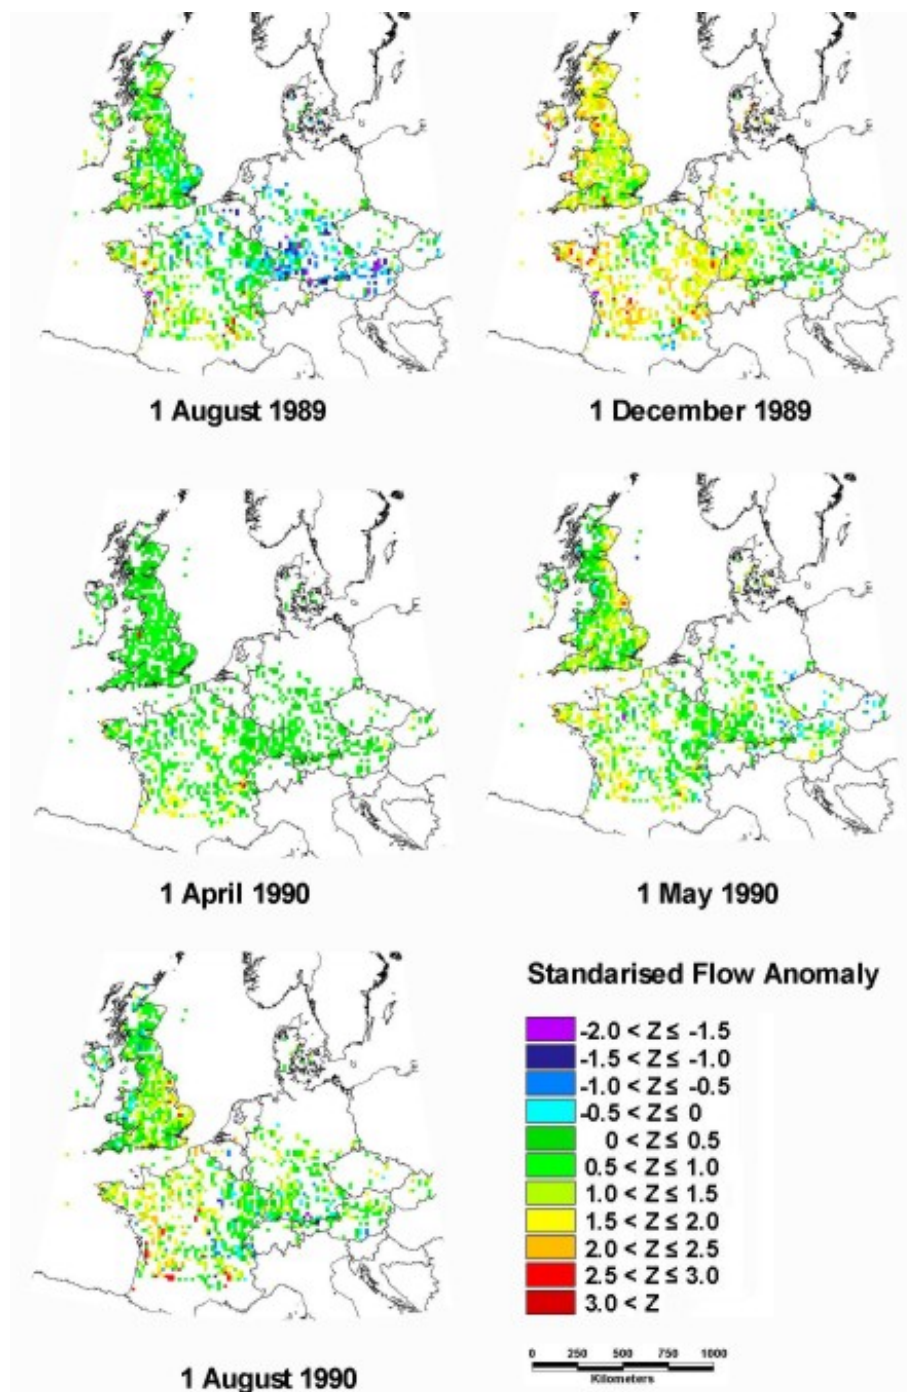 1 August 1989
1 December 1989
1 April 1990
1 May 1990
Standarised Flow Anomaly
-2.0 < Z ≤ -1.5
-1.5 < Z ≤ -1.0
-1.0 < Z ≤ -0.5
-0.5 < Z ≤ 0
0 < Z ≤ 0.5
0.5 < Z ≤ 1.0
1.0 < Z ≤ 1.5
1.5 < Z ≤ 2.0
2.0 < Z ≤ 2.5
2.5 < Z ≤ 3.0
3.0 < Z
0 250 500 750 1000
Kilometers
1 August 1990